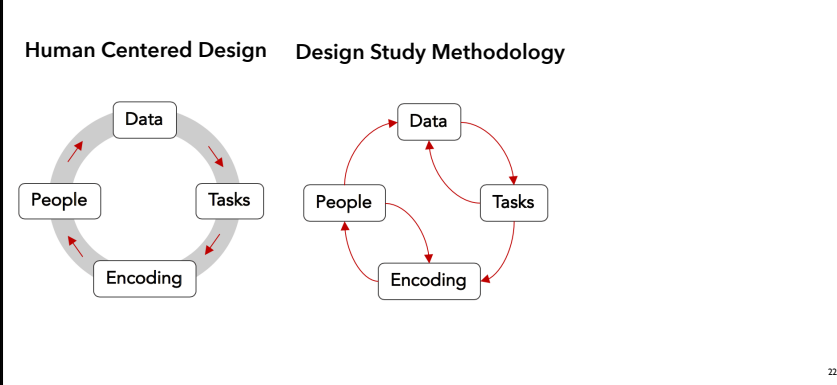 Human Centered Design
Data
People
Tasks
Encoding
Design Study Methodology
Data
People
Tasks
Encoding
22